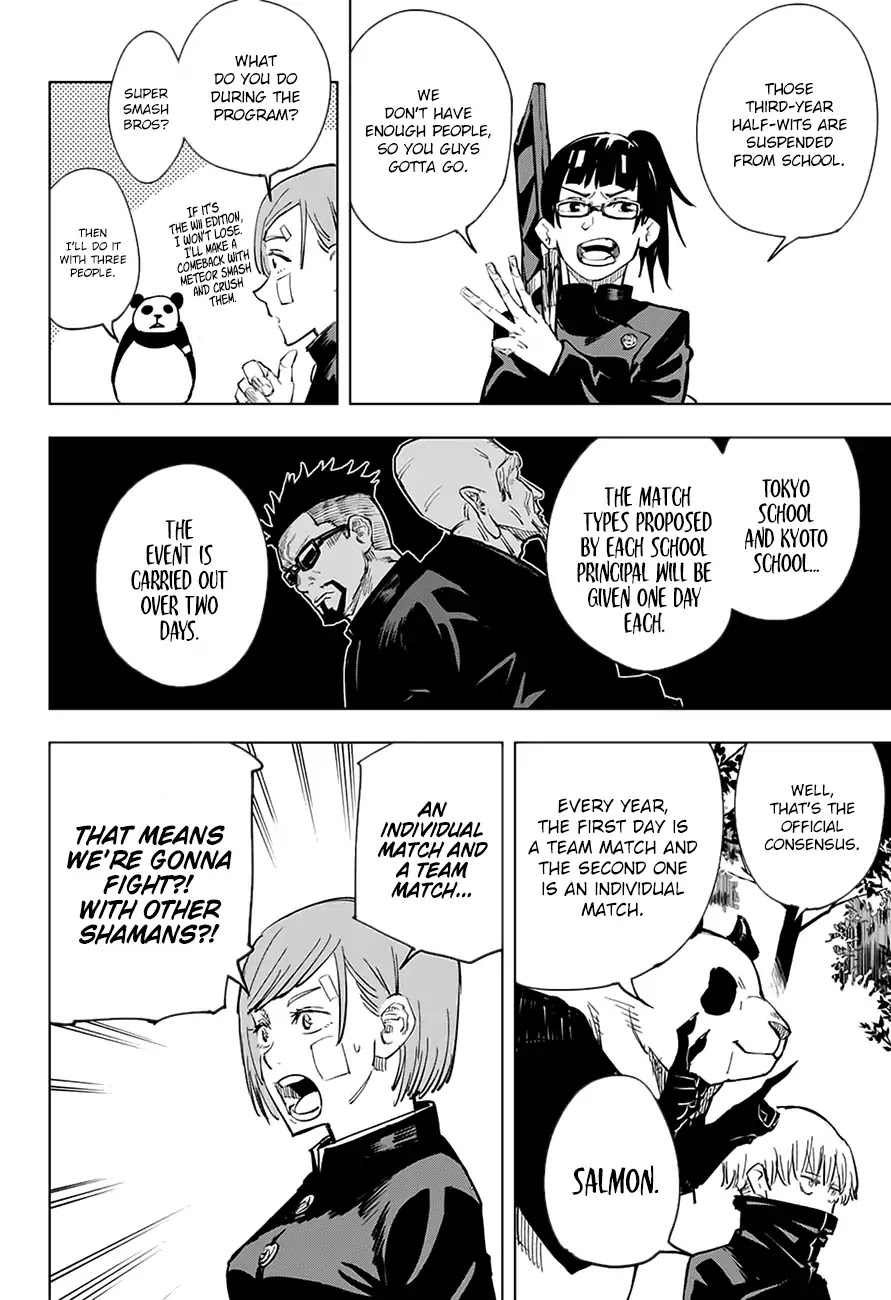 THOSE
THIRD-YEAR
HALF-WITS ARE
SUSPENDED
FROM SCHOOL.
WE
DON'T HAVE
ENOUGH PEOPLE,
SO YOU GUYS
GOTTA GO.
WHAT
DO YOU DO
DURING THE
PROGRAM?
SUPER
SMASH
BROS?
IF IT'S
THE WII EDITION,
I WON'T LOSE.
I'LL MAKE A
COMEBACK WITH
METEOR SMASH
AND CRUSH
THEM.
THEN
I'LL DO IT
WITH THREE
PEOPLE.
TOKYO
SCHOOL
AND KYOTO
SCHOOL...
THE MATCH
TYPES PROPOSED
BY EACH SCHOOL
PRINCIPAL WILL BE
GIVEN ONE DAY
EACH.
THE
EVENT IS
CARRIED OUT
OVER TWO
DAYS.
WELL,
THAT'S THE
OFFICIAL
CONSENSUS.
EVERY YEAR,
THE FIRST DAY IS
A TEAM MATCH AND
THE SECOND ONE
IS AN INDIVIDUAL
MATCH.
SALMON.
AN
INDIVIDUAL
MATCH AND A
TEAM
MATCH...
THAT MEANS
WE'RE GONNA
FIGHT?!
WITH OTHER
SHAMANS?!